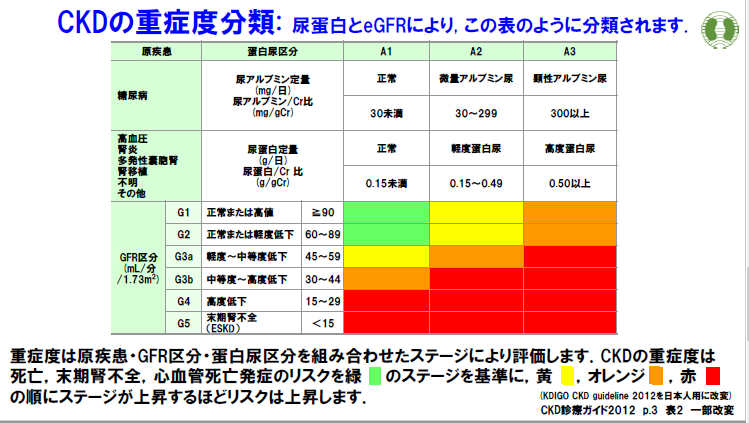 CKDの重症度分類: 尿蛋白とeGFRにより, この表のように分類されます.
原疾患 蛋白尿区分 A1 A2 A3
糖尿病
尿アルブミン定量
(mg/日)
尿アルブミン/Cr比
(mg/gCr)
正常 微量アルブミン尿 顕性アルブミン尿
30未満 30～299 300以上
高血圧
腎炎
多発性嚢胞腎
腎移植
不明
その他
尿蛋白定量
(g/日)
尿蛋白/Cr 比
(g/gCr)
正常 軽度蛋白尿 高度蛋白尿
0.15未満 0.15～0.49 0.50以上
GFR区分
(mL/分
/1.73m²)
G1 正常または高値 ≧90
G2 正常または軽度低下 60～89
G3a 軽度～中等度低下 45～59
G3b 中等度～高度低下 30～44
G4 高度低下 15～29
G5 末期腎不全
(ESKD) ＜15
重症度は原疾患・GFR区分・蛋白尿区分を組み合わせたステージにより評価します. CKDの重症度は
死亡, 末期腎不全, 心血管死亡発症のリスクを緑 のステージを基準に, 黄 , オレンジ , 赤
の順にステージが上昇するほどリスクは上昇します.
(KDIGO CKD guideline 2012を日本人用に改変)
CKD診療ガイド2012 p.3 表2 一部改変